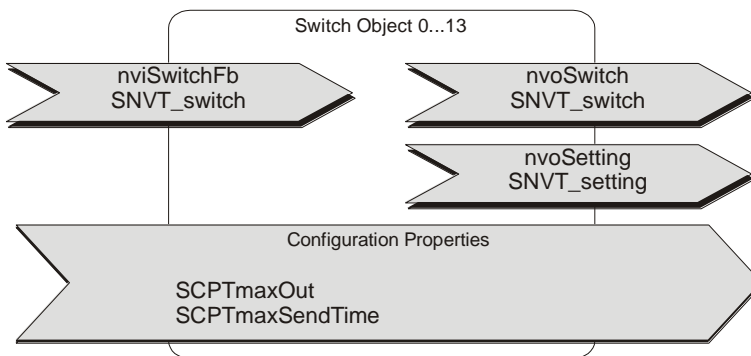 Switch Object 0...13
nviSwitchFb
SNVT_switch
nvoSwitch
SNVT_switch
nvoSetting
SNVT_setting
Configuration Properties
SCPTmaxOut
SCPTmaxSendTime